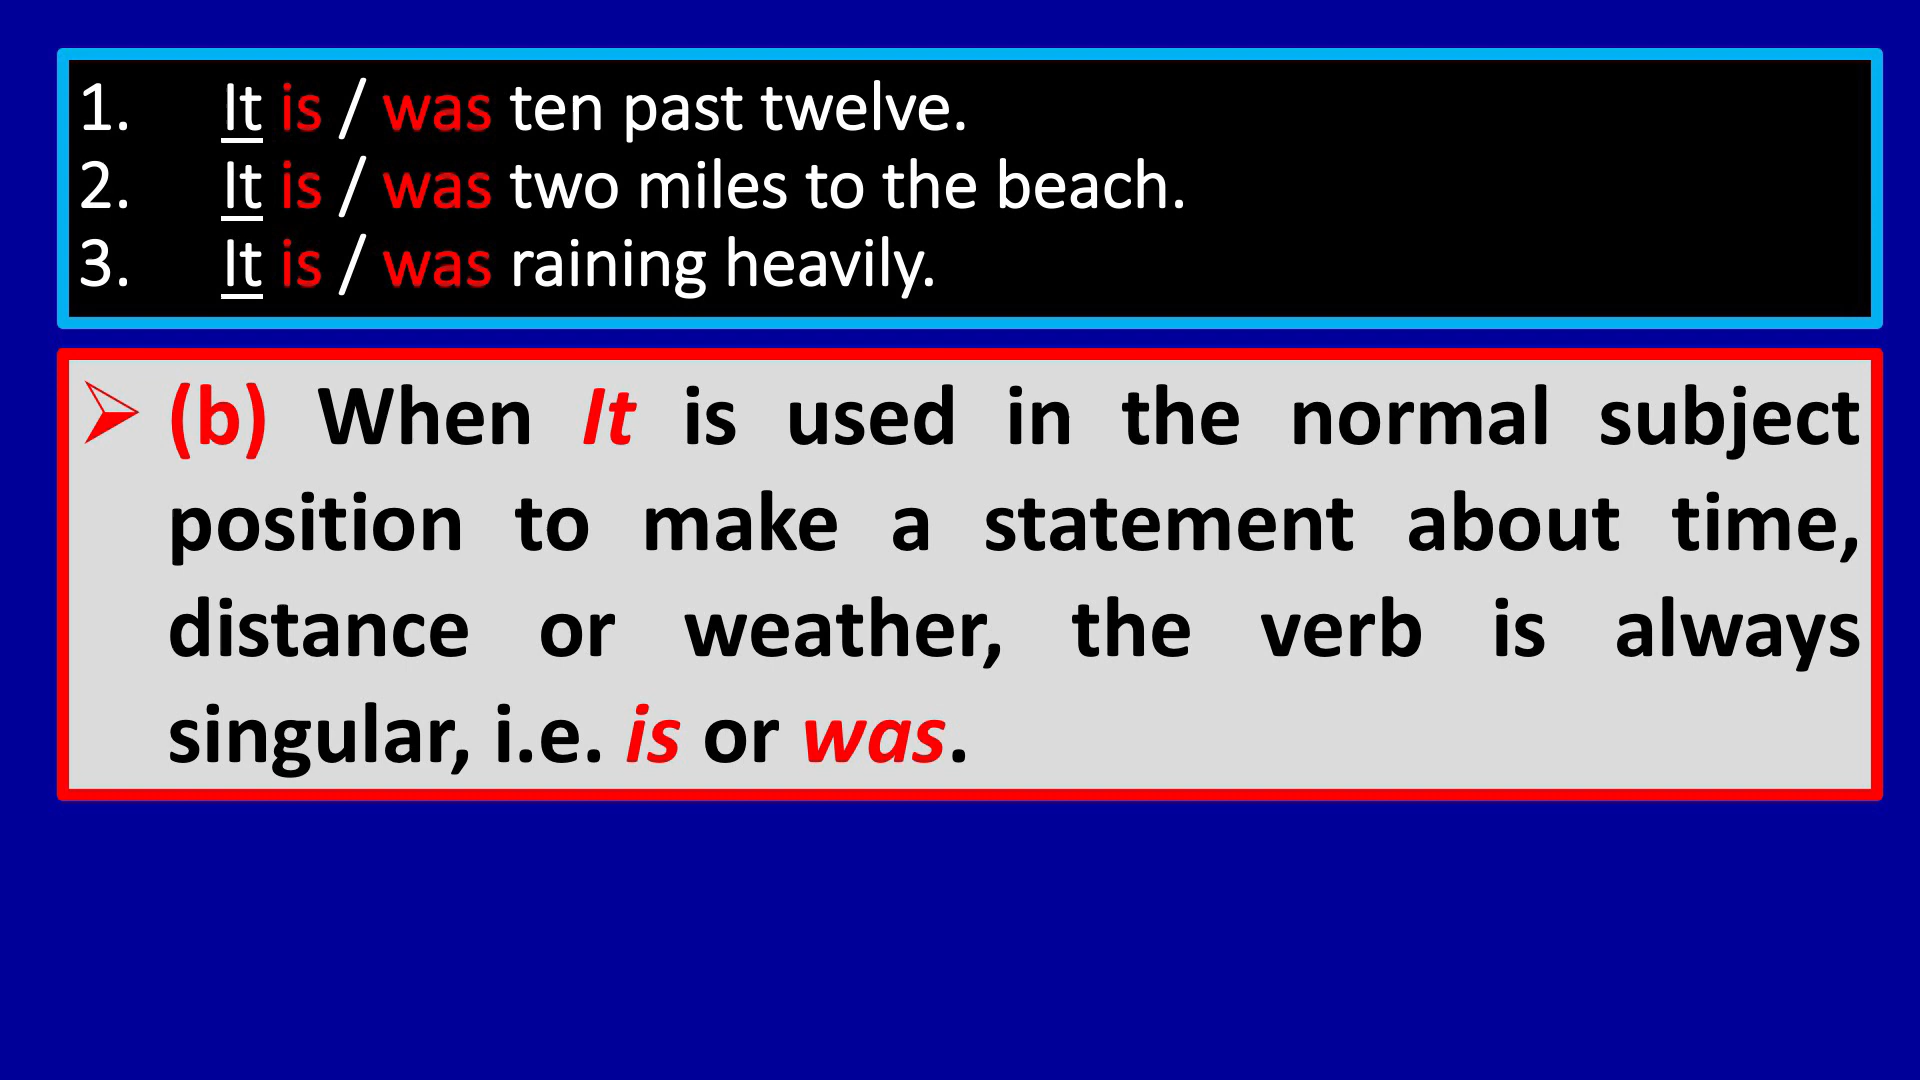 1. It is / was ten past twelve.
2. It is / was two miles to the beach.
3. It is / was raining heavily.
(b) When It is used in the normal subject
position to make a statement about time,
distance or weather, the verb is always
singular, i.e. is or was.